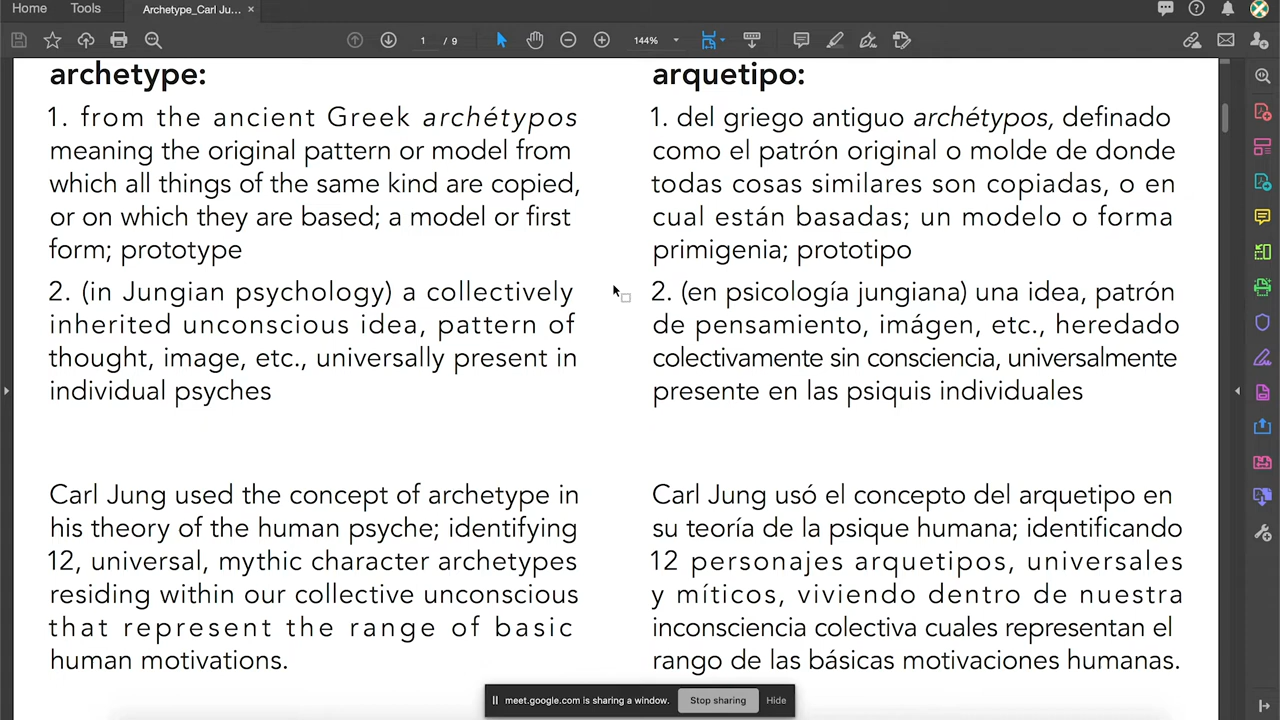 Home Tools Archetype_Carl Ju... ×
1 / 9 144%
archetype:
1. from the ancient Greek archétypos
meaning the original pattern or model from
which all things of the same kind are copied,
or on which they are based; a model or first
form; prototype
2. (in Jungian psychology) a collectively
inherited unconscious idea, pattern of
thought, image, etc., universally present in
individual psyches
Carl Jung used the concept of archetype in
his theory of the human psyche; identifying
12, universal, mythic character archetypes
residing within our collective unconscious
that represent the range of basic
human motivations.
arquetipo:
1. del griego antiguo archétypos, definado
como el patrón original o molde de donde
todas cosas similares son copiadas, o en
cual están basadas; un modelo o forma
primigenia; prototipo
2. (en psicología jungiana) una idea, patrón
de pensamiento, imágen, etc., heredado
colectivamente sin consciencia, universalmente
presente en las psiquis individuales
Carl Jung usó el concepto del arquetipo en
su teoría de la psique humana; identificando
12 personajes arquetipos, universales
y míticos, viviendo dentro de nuestra
inconsciencia colectiva cuales representan el
rango de las básicas motivaciones humanas.
meet.google.com is sharing a window. Stop sharing Hide